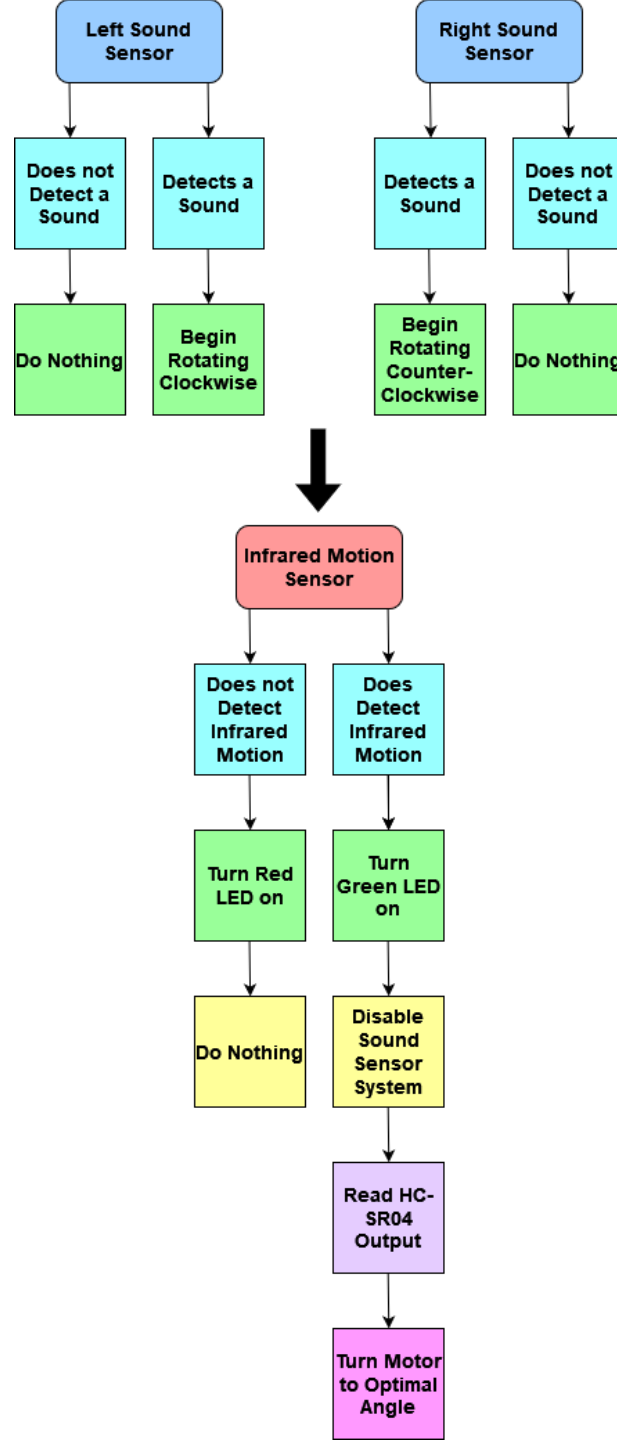 Left Sound
Sensor
Right Sound
Sensor
Does not
Detect a
Sound
Detects a
Sound
Detects a
Sound
Does not
Detect a
Sound
Do Nothing
Begin
Rotating
Clockwise
Begin
Rotating
Counter-
Clockwise
Do Nothing
Infrared Motion
Sensor
Does not
Detect
Infrared
Motion
Does
Detect
Infrared
Motion
Turn Red
LED on
Turn
Green LED
on
Do Nothing
Disable
Sound
Sensor
System
Read HC-
SR04
Output
Turn Motor
to Optimal
Angle